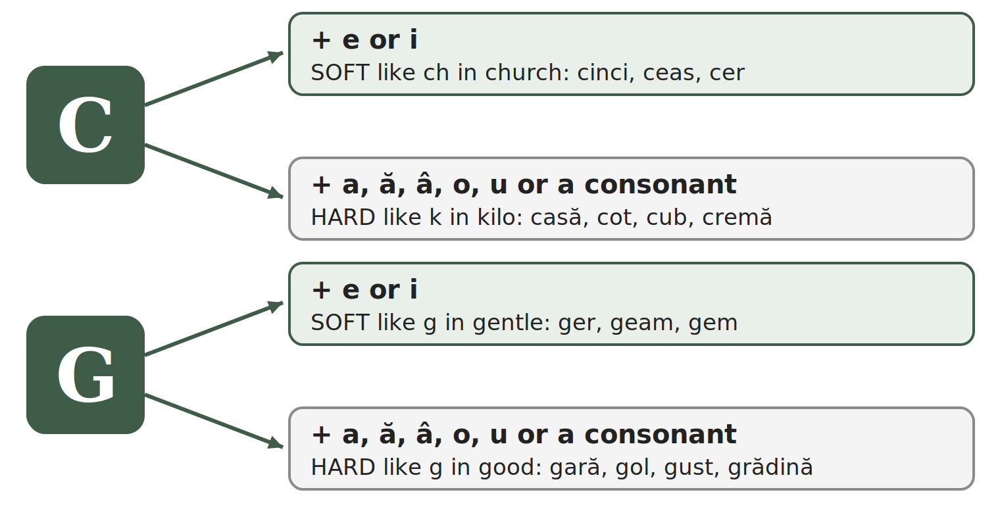 C
+ e or i
SOFT like ch in church: cinci, ceas, cer
+ a, ă, â, o, u or a consonant
HARD like k in kilo: casă, cot, cub, cremă
G
+ e or i
SOFT like g in gentle: ger, geam, gem
+ a, ă, â, o, u or a consonant
HARD like g in good: gară, gol, gust, grădină